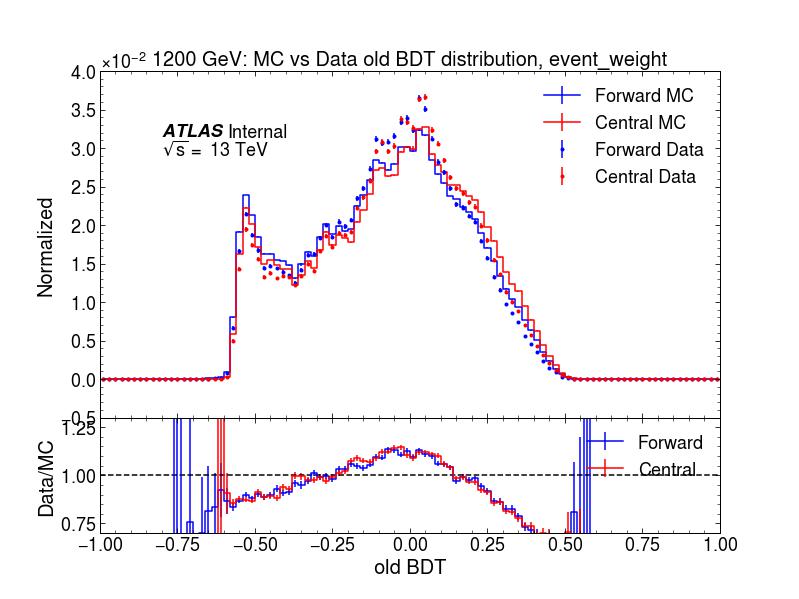 ×10⁻² 1200 GeV: MC vs Data old BDT distribution, event_weight
4.0
3.5
3.0
2.5
2.0
1.5
1.0
0.5
0.0
−0.5
Normalized
ATLAS Internal
√s = 13 TeV
Forward MC
Central MC
Forward Data
Central Data
1.25
1.00
0.75
Data/MC
Forward
Central
−1.00 −0.75 −0.50 −0.25 0.00 0.25 0.50 0.75 1.00
old BDT